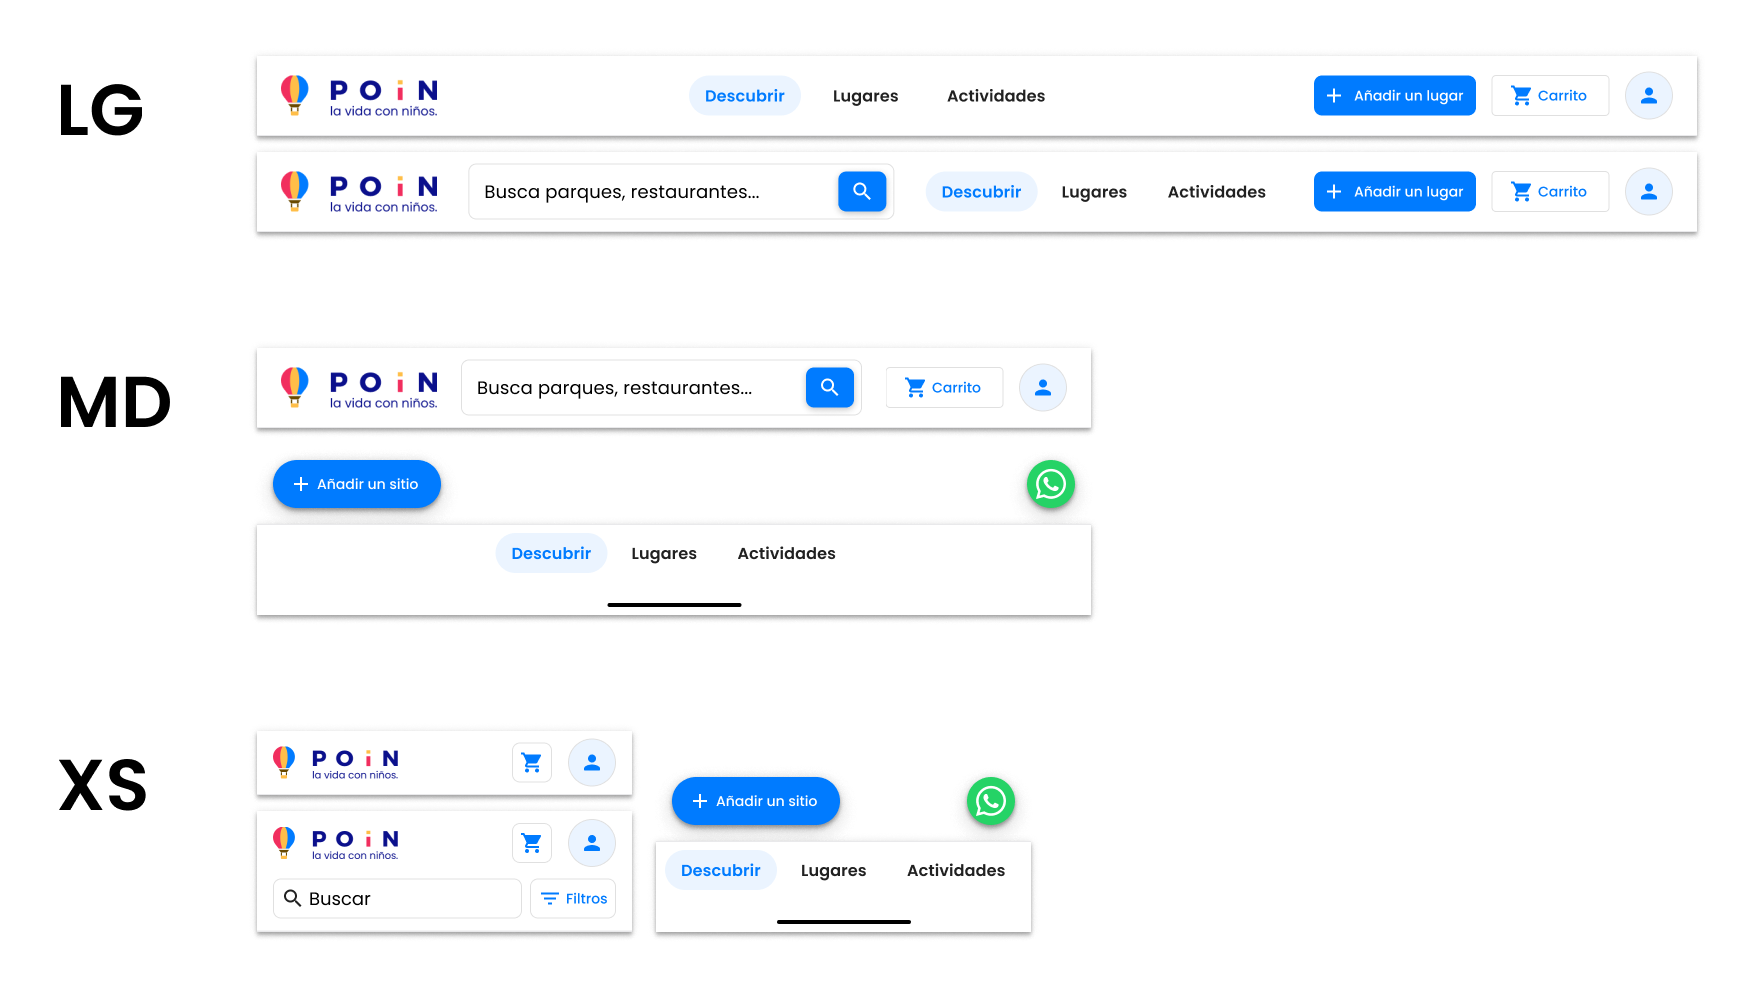 LG
POiN
la vida con niños.
Descubrir
Lugares
Actividades
Añadir un lugar
Carrito
POiN
la vida con niños.
Busca parques, restaurantes...
Descubrir
Lugares
Actividades
Añadir un lugar
Carrito
MD
POiN
la vida con niños.
Busca parques, restaurantes...
Carrito
Añadir un sitio
Descubrir
Lugares
Actividades
XS
POiN
la vida con niños.
POiN
la vida con niños.
Buscar
Filtros
Añadir un sitio
Descubrir
Lugares
Actividades